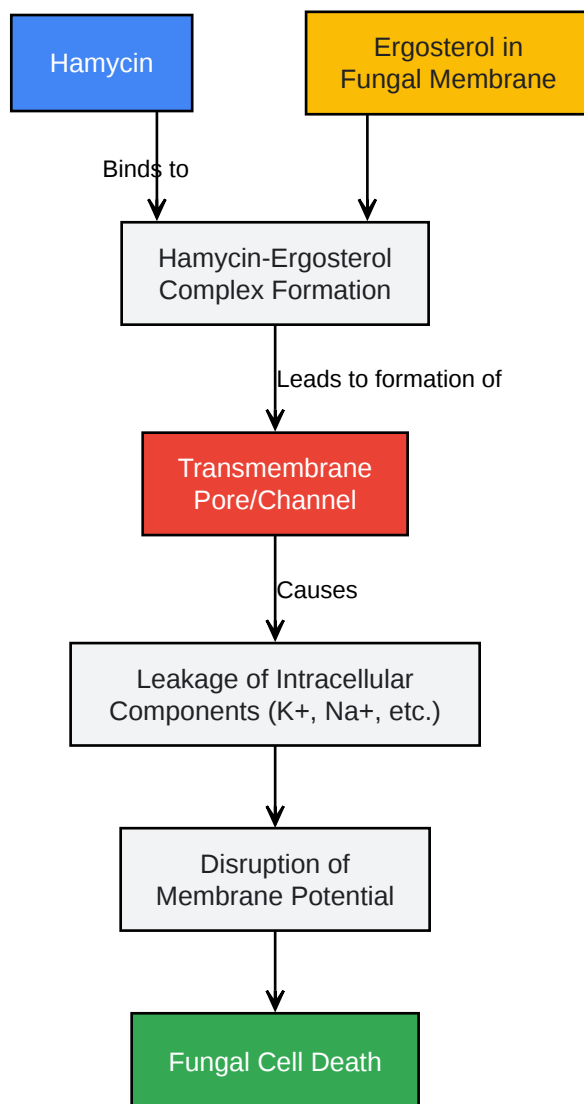 Hamycin
Ergosterol in
Fungal Membrane
Binds to
Hamycin-Ergosterol
Complex Formation
Leads to formation of
Transmembrane
Pore/Channel
Causes
Leakage of Intracellular
Components (K+, Na+, etc.)
Disruption of
Membrane Potential
Fungal Cell Death